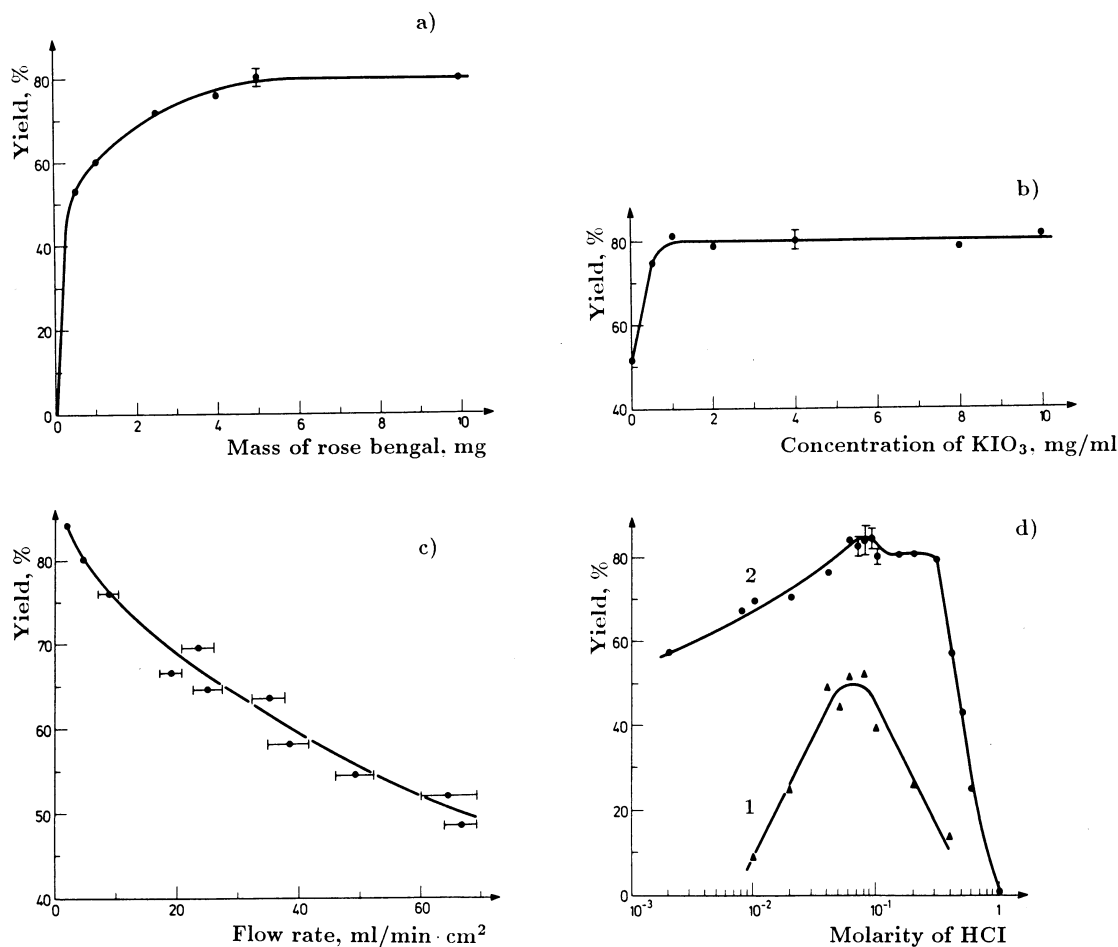 a)
Yield, %
80
60
40
20
0
0 2 4 6 8 10
Mass of rose bengal, mg
b)
Yield, %
80
60
40
0 2 4 6 8 10
Concentration of KIO₃, mg/ml
c)
Yield, %
80
70
60
50
40
0 20 40 60
Flow rate, ml/min·cm²
d)
Yield, %
80
60
40
20
0
2
1
10⁻³ 10⁻² 10⁻¹ 1
Molarity of HCl